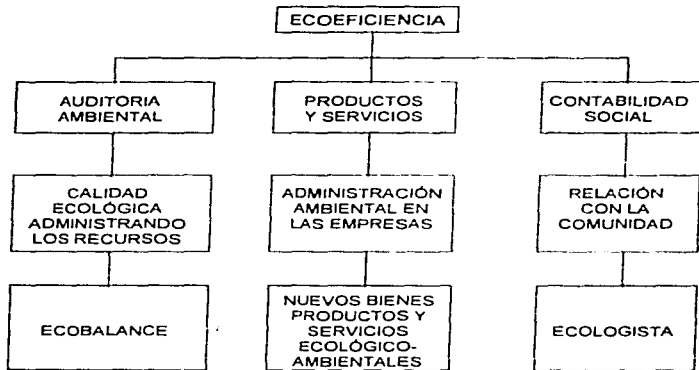 ECOEFICIENCIA
AUDITORIA
AMBIENTAL
PRODUCTOS
Y SERVICIOS
CONTABILIDAD
SOCIAL
CALIDAD
ECOLÓGICA
ADMINISTRANDO
LOS RECURSOS
ADMINISTRACIÓN
AMBIENTAL EN
LAS EMPRESAS
RELACIÓN
CON LA
COMUNIDAD
ECOBALANCE
NUEVOS BIENES
PRODUCTOS Y
SERVICIOS
ECOLÓGICO-
AMBIENTALES
ECOLOGISTA